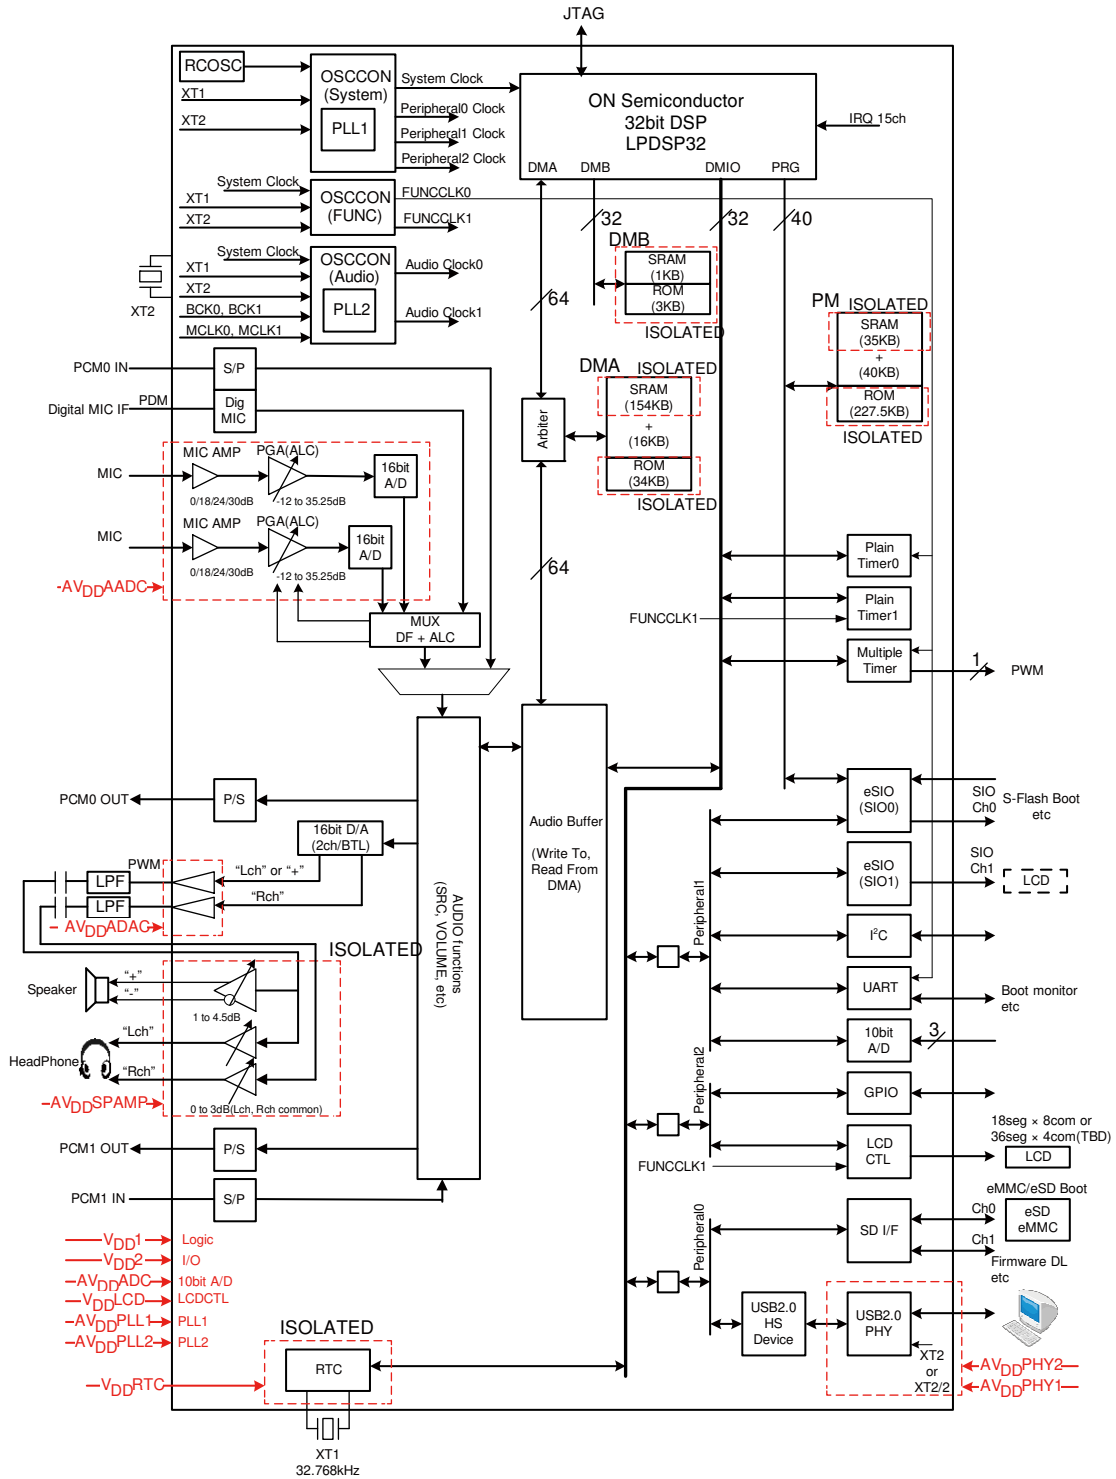 JTAG
RCOSC
XT1
XT2
OSCCON
(System)
PLL1
System Clock
Peripheral0 Clock
Peripheral1 Clock
Peripheral2 Clock
ON Semiconductor
32bit DSP
LPDSP32
DMA
DMB
DMIO
PRG
IRQ 15ch
System Clock
XT1
XT2
OSCCON
(FUNC)
FUNCCLK0
FUNCCLK1
32
32
40
XT2
System Clock
XT1
XT2
BCK0, BCK1
MCLK0, MCLK1
OSCCON
(Audio)
PLL2
Audio Clock0
Audio Clock1
64
DMB
SRAM
(1KB)
ROM
(3KB)
ISOLATED
PM
ISOLATED
SRAM
(35KB)
+
(40KB)
ROM
(227.5KB)
ISOLATED
PCM0 IN
S/P
Digital MIC IF
PDM
Dig
MIC
DMA
ISOLATED
SRAM
(154KB)
+
(16KB)
ROM
(34KB)
ISOLATED
Arbiter
MIC
MIC AMP
0/18/24/30dB
PGA(ALC)
-12 to 35.25dB
16bit
A/D
MIC
MIC AMP
0/18/24/30dB
PGA(ALC)
-12 to 35.25dB
16bit
A/D
AVDDAADC
64
MUX
DF + ALC
Plain
Timer0
Plain
Timer1
FUNCCLK1
Multiple
Timer
1
PWM
PCM0 OUT
P/S
16bit D/A
(2ch/BTL)
PWM
LPF
LPF
“Lch” or “+”
“Rch”
AVDDADAC
ISOLATED
AUDIO functions
(SRC, VOLUME, etc)
Audio Buffer
(Write To,
Read From
DMA)
eSIO
(SIO0)
SIO
Ch0
S-Flash Boot
etc
eSIO
(SIO1)
SIO
Ch1
LCD
Peripheral1
I2C
UART
Boot monitor
etc
10bit
A/D
3
Speaker
“+”
“-”
1 to 4.5dB
HeadPhone
“Lch”
“Rch”
0 to 3dB(Lch, Rch common)
AVDDSPAMP
Peripheral2
GPIO
LCD
CTL
FUNCCLK1
18seg × 8com or
36seg × 4com(TBD)
LCD
PCM1 OUT
P/S
PCM1 IN
S/P
Peripheral0
SD I/F
Ch0
Ch1
eMMC/eSD Boot
eSD
eMMC
Firmware DL
etc
VDD1
Logic
VDD2
I/O
AVDDADC
10bit A/D
VDDLCD
LCDCTL
AVDDPLL1
PLL1
AVDDPLL2
PLL2
USB2.0
HS
Device
USB2.0
PHY
XT2
or
XT2/2
AVDDPHY2
AVDDPHY1
ISOLATED
RTC
VDDRTC
XT1
32.768kHz